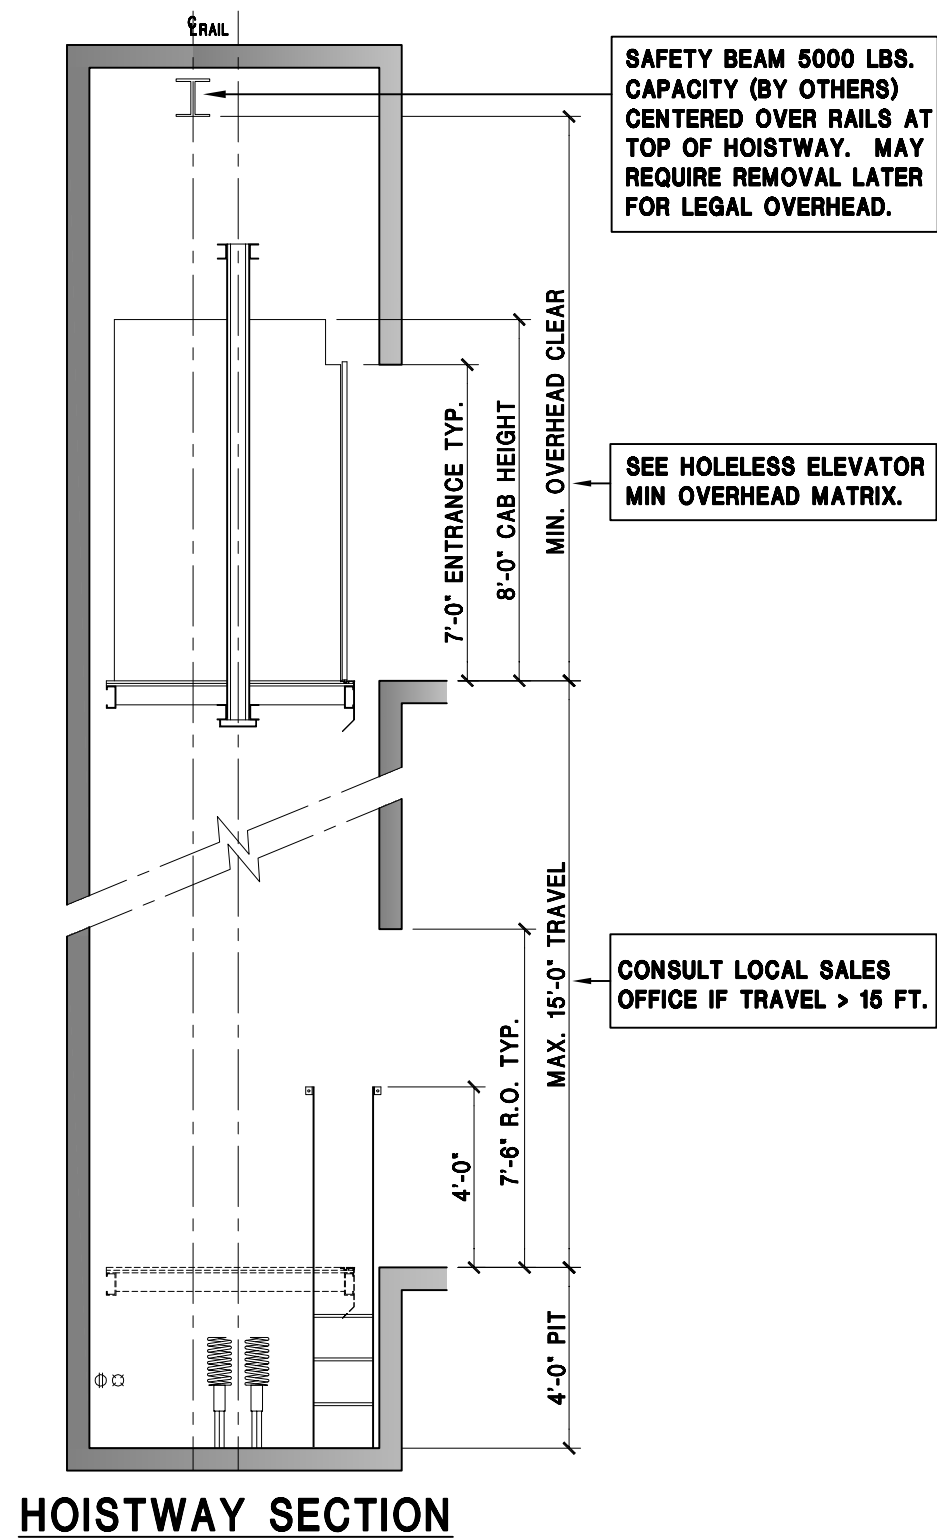 ℄ RAIL
SAFETY BEAM 5000 LBS.
CAPACITY (BY OTHERS)
CENTERED OVER RAILS AT
TOP OF HOISTWAY. MAY
REQUIRE REMOVAL LATER
FOR LEGAL OVERHEAD.
7'-0" ENTRANCE TYP.
8'-0" CAB HEIGHT
MIN. OVERHEAD CLEAR
SEE HOLELESS ELEVATOR
MIN OVERHEAD MATRIX.
MAX. 15'-0" TRAVEL
CONSULT LOCAL SALES
OFFICE IF TRAVEL > 15 FT.
4'-0"
7'-6" R.O. TYP.
4'-0" PIT
HOISTWAY SECTION